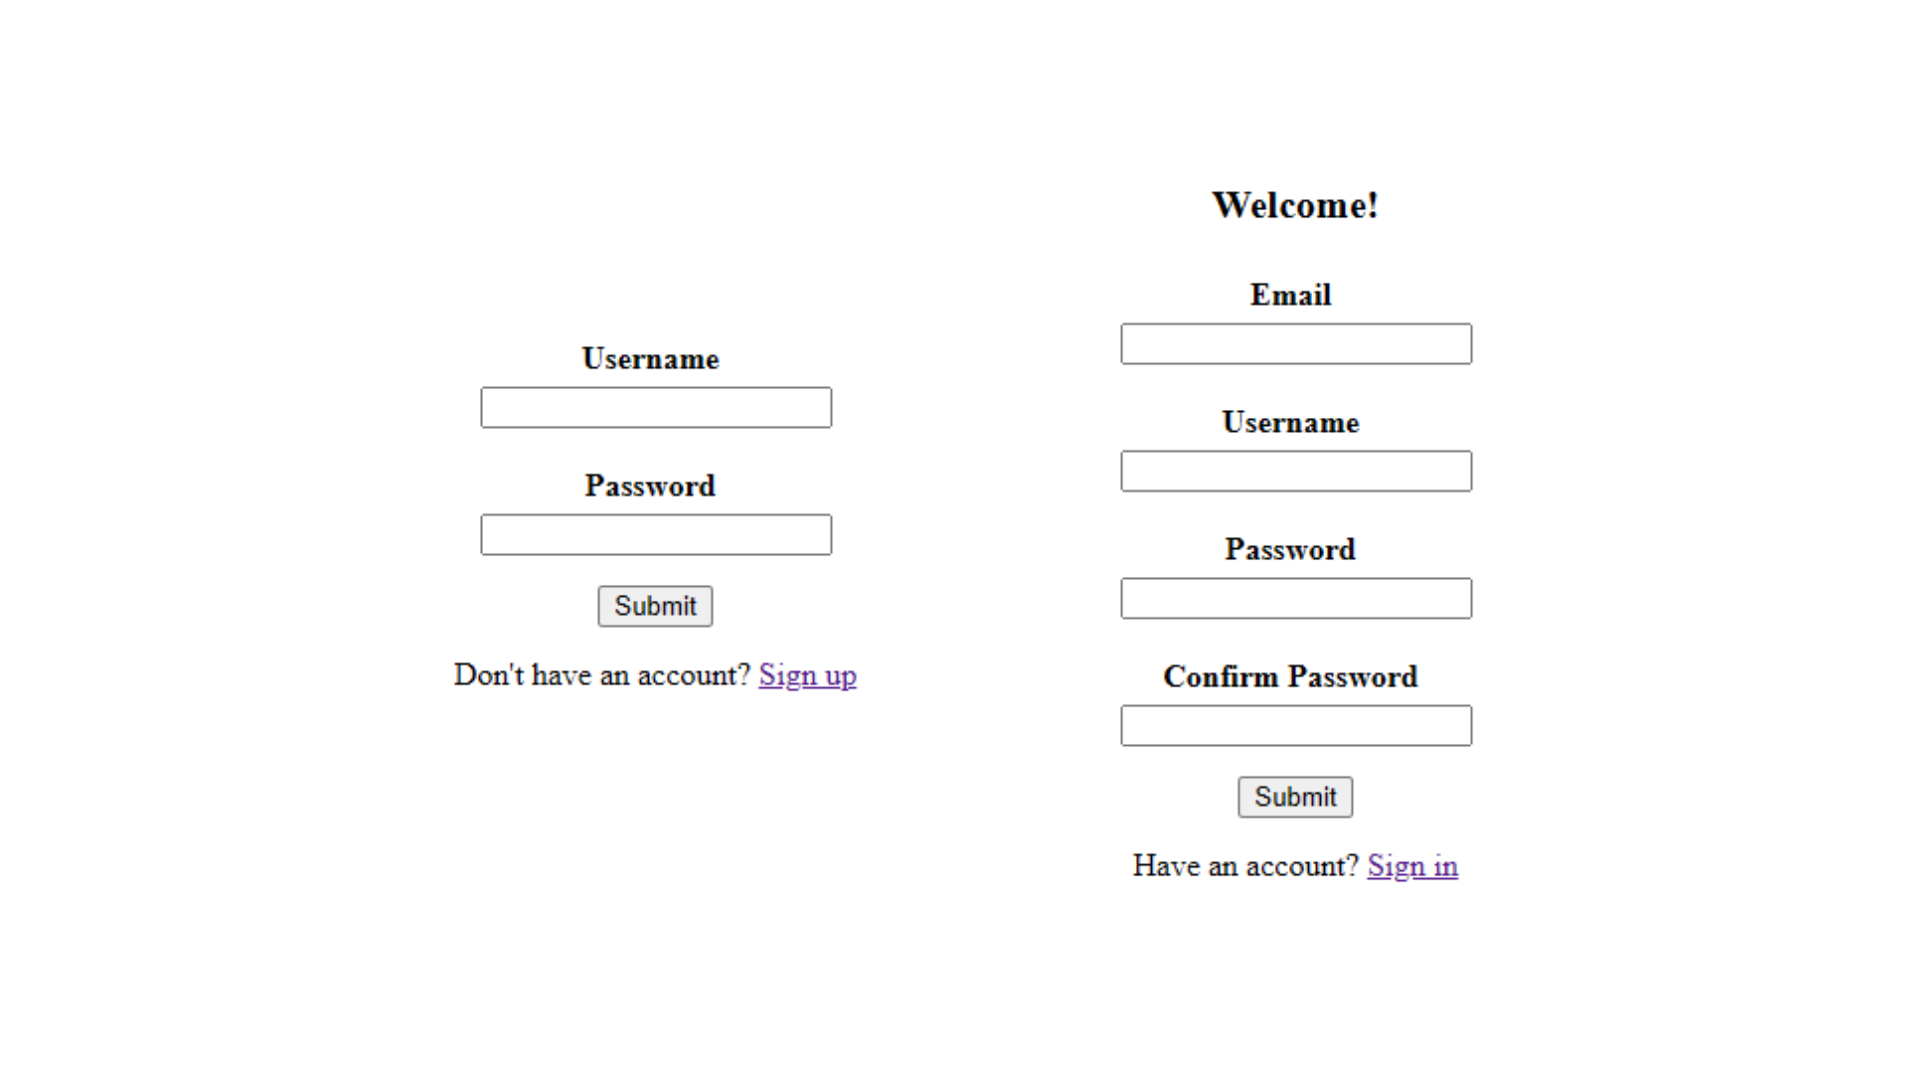 Username
Password
Submit
Don't have an account? Sign up
Welcome!
Email
Username
Password
Confirm Password
Submit
Have an account? Sign in